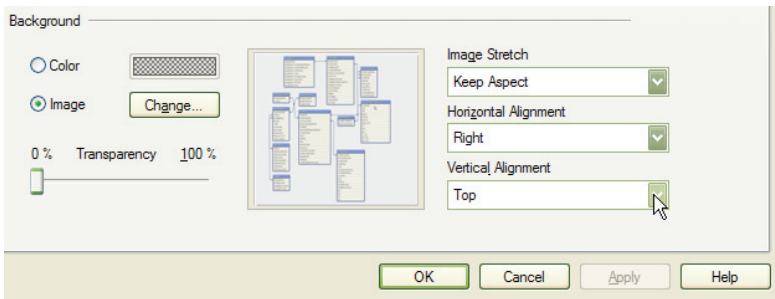 Background
Color
Image
Change...
0 % Transparency 100 %
Image Stretch
Keep Aspect
Horizontal Alignment
Right
Vertical Alignment
Top
OK Cancel Apply Help